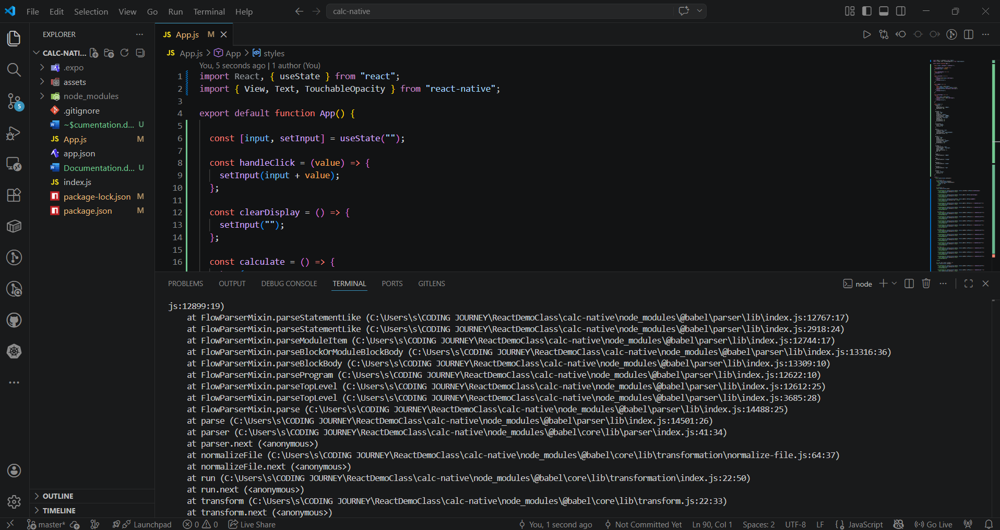 File Edit Selection View Go Run Terminal Help
calc-native
EXPLORER
CALC-NATI...
.expo
assets
node_modules
.gitignore
~$cumentation.d... U
JS App.js M
app.json
Documentation.d... U
JS index.js
package-lock.json M
package.json M
OUTLINE
TIMELINE
5
JS App.js M
JS App.js > App > styles
You, 5 seconds ago | 1 author (You)
1 import React, { useState } from "react";
2 import { View, Text, TouchableOpacity } from "react-native";
3
4 export default function App() {
5
6 const [input, setInput] = useState("");
7
8 const handleClick = (value) => {
9 setInput(input + value);
10 };
11
12 const clearDisplay = () => {
13 setInput("");
14 };
15
16 const calculate = () => {
PROBLEMS OUTPUT DEBUG CONSOLE TERMINAL PORTS GITLENS
node
js:12899:19)
at FlowParserMixin.parseStatementLike (C:\Users\s\CODING JOURNEY\ReactDemoClass\calc-native\node_modules\@babel\parser\lib\index.js:12767:17)
at FlowParserMixin.parseStatementLike (C:\Users\s\CODING JOURNEY\ReactDemoClass\calc-native\node_modules\@babel\parser\lib\index.js:2918:24)
at FlowParserMixin.parseModuleItem (C:\Users\s\CODING JOURNEY\ReactDemoClass\calc-native\node_modules\@babel\parser\lib\index.js:12744:17)
at FlowParserMixin.parseBlockOrModuleBlockBody (C:\Users\s\CODING JOURNEY\ReactDemoClass\calc-native\node_modules\@babel\parser\lib\index.js:13316:36)
at FlowParserMixin.parseBlockBody (C:\Users\s\CODING JOURNEY\ReactDemoClass\calc-native\node_modules\@babel\parser\lib\index.js:13309:10)
at FlowParserMixin.parseProgram (C:\Users\s\CODING JOURNEY\ReactDemoClass\calc-native\node_modules\@babel\parser\lib\index.js:12622:10)
at FlowParserMixin.parseTopLevel (C:\Users\s\CODING JOURNEY\ReactDemoClass\calc-native\node_modules\@babel\parser\lib\index.js:12612:25)
at FlowParserMixin.parseTopLevel (C:\Users\s\CODING JOURNEY\ReactDemoClass\calc-native\node_modules\@babel\parser\lib\index.js:3685:28)
at FlowParserMixin.parse (C:\Users\s\CODING JOURNEY\ReactDemoClass\calc-native\node_modules\@babel\parser\lib\index.js:14488:25)
at parse (C:\Users\s\CODING JOURNEY\ReactDemoClass\calc-native\node_modules\@babel\parser\lib\index.js:14501:26)
at parser (C:\Users\s\CODING JOURNEY\ReactDemoClass\calc-native\node_modules\@babel\core\lib\parser\index.js:41:34)
at parser.next (<anonymous>)
at normalizeFile (C:\Users\s\CODING JOURNEY\ReactDemoClass\calc-native\node_modules\@babel\core\lib\transformation\normalize-file.js:64:37)
at normalizeFile.next (<anonymous>)
at run (C:\Users\s\CODING JOURNEY\ReactDemoClass\calc-native\node_modules\@babel\core\lib\transformation\index.js:22:50)
at run.next (<anonymous>)
at transform (C:\Users\s\CODING JOURNEY\ReactDemoClass\calc-native\node_modules\@babel\core\lib\transform.js:22:33)
at transform.next (<anonymous>)
master* Launchpad 0 0 Live Share You, 1 second ago Not Committed Yet Ln 90, Col 1 Spaces: 2 UTF-8 LF {} JavaScript Go Live